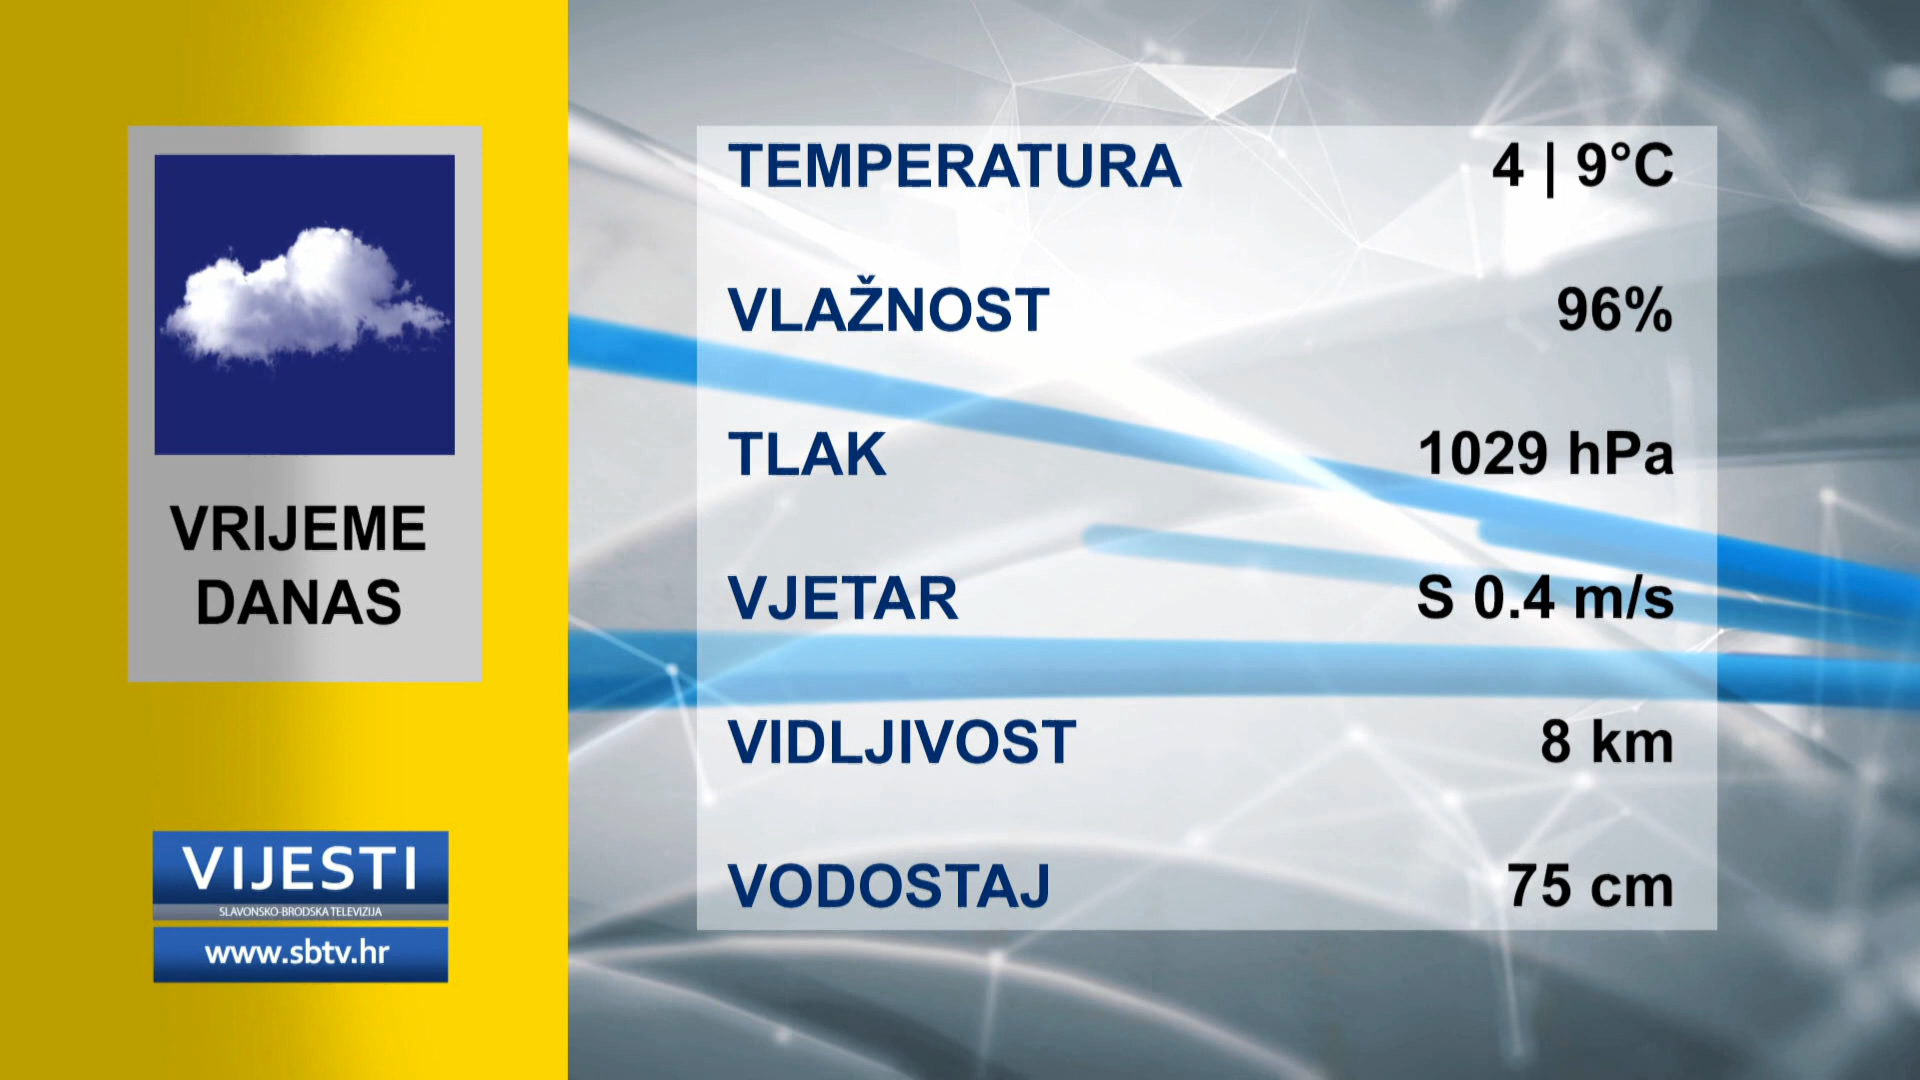 VRIJEME
DANAS
VIJESTI
SLAVONSKO-BRODSKA TELEVIZIJA
www.sbtv.hr
TEMPERATURA 4 | 9°C
VLAŽNOST 96%
TLAK 1029 hPa
VJETAR S 0.4 m/s
VIDLJIVOST 8 km
VODOSTAJ 75 cm